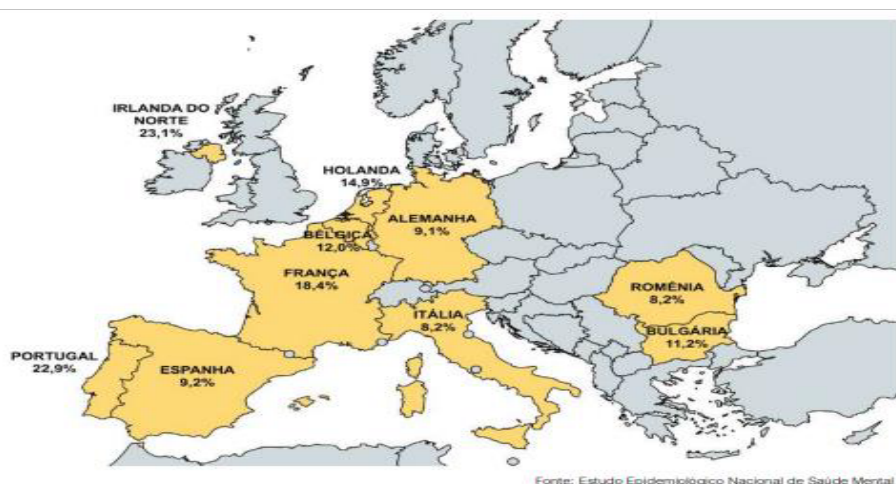 IRLANDA DO
NORTE
23,1%
HOLANDA
14,9%
ALEMANHA
9,1%
BÉLGICA
12,0%
FRANÇA
18,4%
ROMÉNIA
8,2%
ITÁLIA
8,2%
BULGÁRIA
11,2%
PORTUGAL
22,9%
ESPANHA
9,2%
Fonte: Estudo Epidemiológico Nacional de Saúde Mental